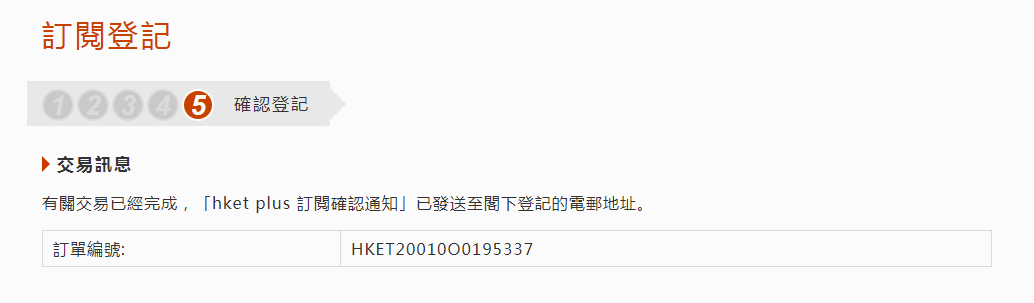 訂閱登記
1 2 3 4 5 確認登記
交易訊息
有關交易已經完成，「hket plus 訂閱確認通知」已發送至閣下登記的電郵地址。
訂單編號: HKET20010O0195337